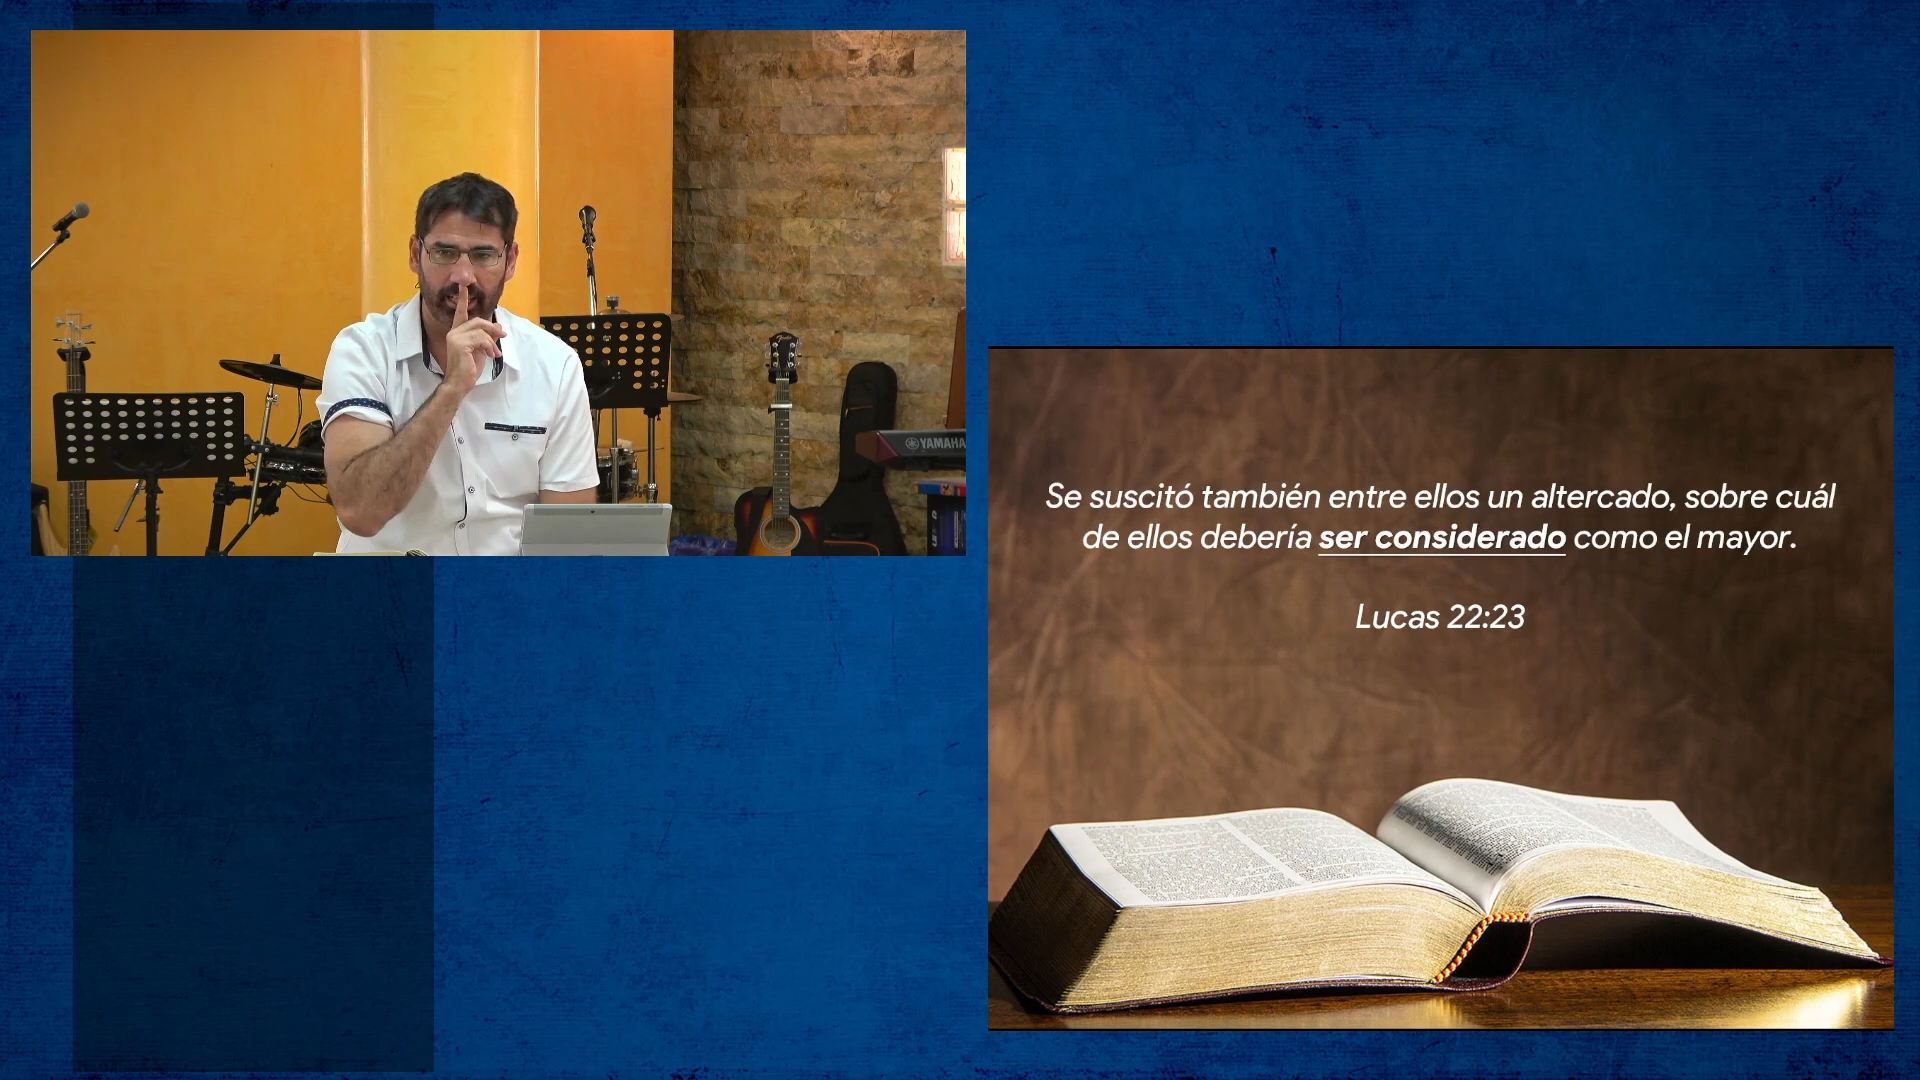 YAMAHA
Fender
Se suscitó también entre ellos un altercado, sobre cuál
de ellos debería ser considerado como el mayor.
Lucas 22:23